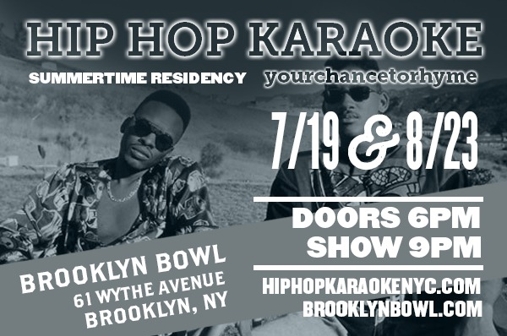 HIP HOP KARAOKE
SUMMERTIME RESIDENCY yourchancetorhyme
7/19 & 8/23
DOORS 6PM
SHOW 9PM
BROOKLYN BOWL
61 WYTHE AVENUE
BROOKLYN, NY
HIPHOPKARAOKENYC.COM
BROOKLYNBOWL.COM